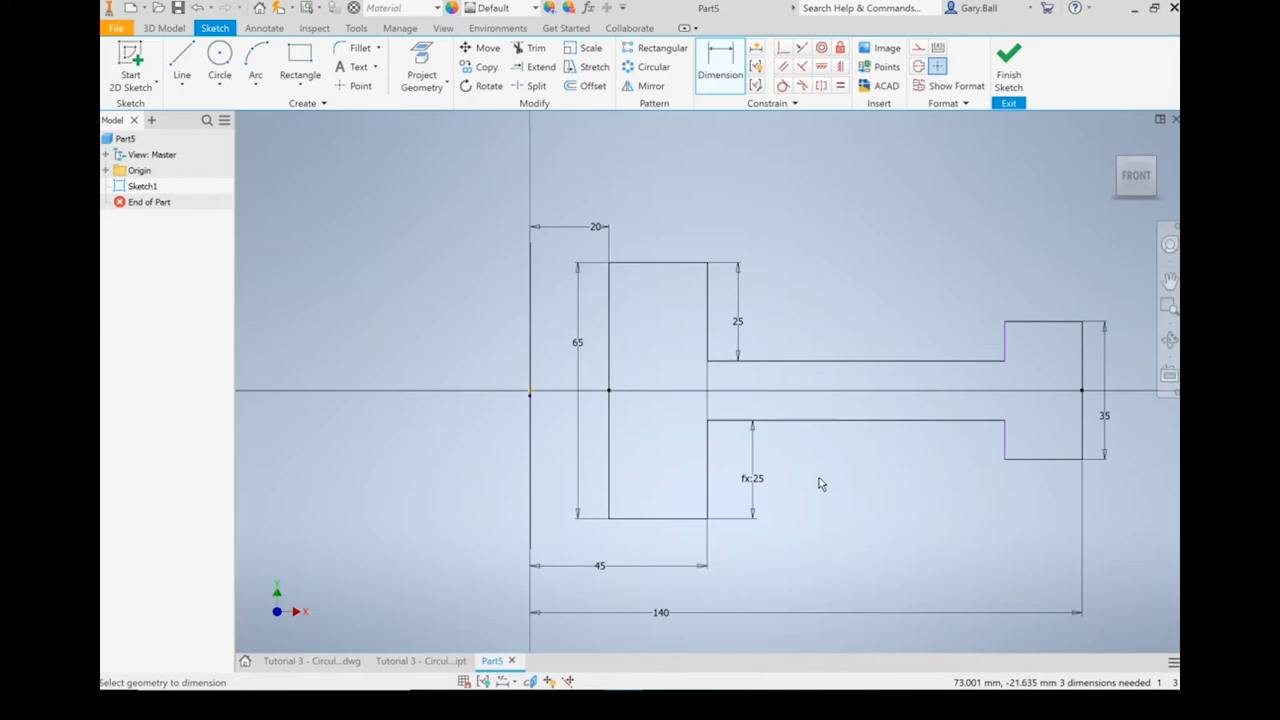 Material
Default
Part5
Search Help & Commands...
Gary.Ball
File
3D Model
Sketch
Annotate
Inspect
Tools
Manage
View
Environments
Get Started
Collaborate
Start 2D Sketch
Line
Circle
Arc
Rectangle
Fillet
Text
Point
Project Geometry
Move
Copy
Rotate
Trim
Extend
Split
Scale
Stretch
Offset
Rectangular
Circular
Mirror
Dimension
Image
Points
ACAD
Show Format
Finish Sketch
Sketch
Create
Modify
Pattern
Constrain
Insert
Format
Exit
Model
Part5
View: Master
Origin
Sketch1
End of Part
FRONT
20
25
65
35
fx:25
45
140
Y
X
Tutorial 3 - Circul...dwg
Tutorial 3 - Circul...ipt
Part5
Select geometry to dimension
73.001 mm, -21.635 mm 3 dimensions needed 1 3